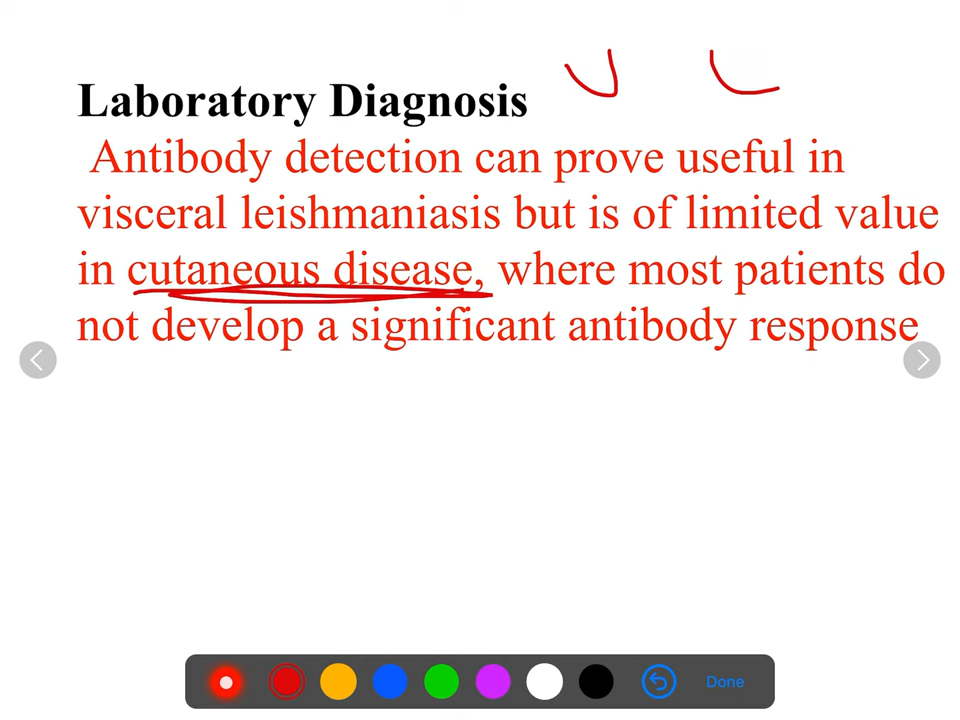 Laboratory Diagnosis
Antibody detection can prove useful in
visceral leishmaniasis but is of limited value
in cutaneous disease, where most patients do
not develop a significant antibody response
Done